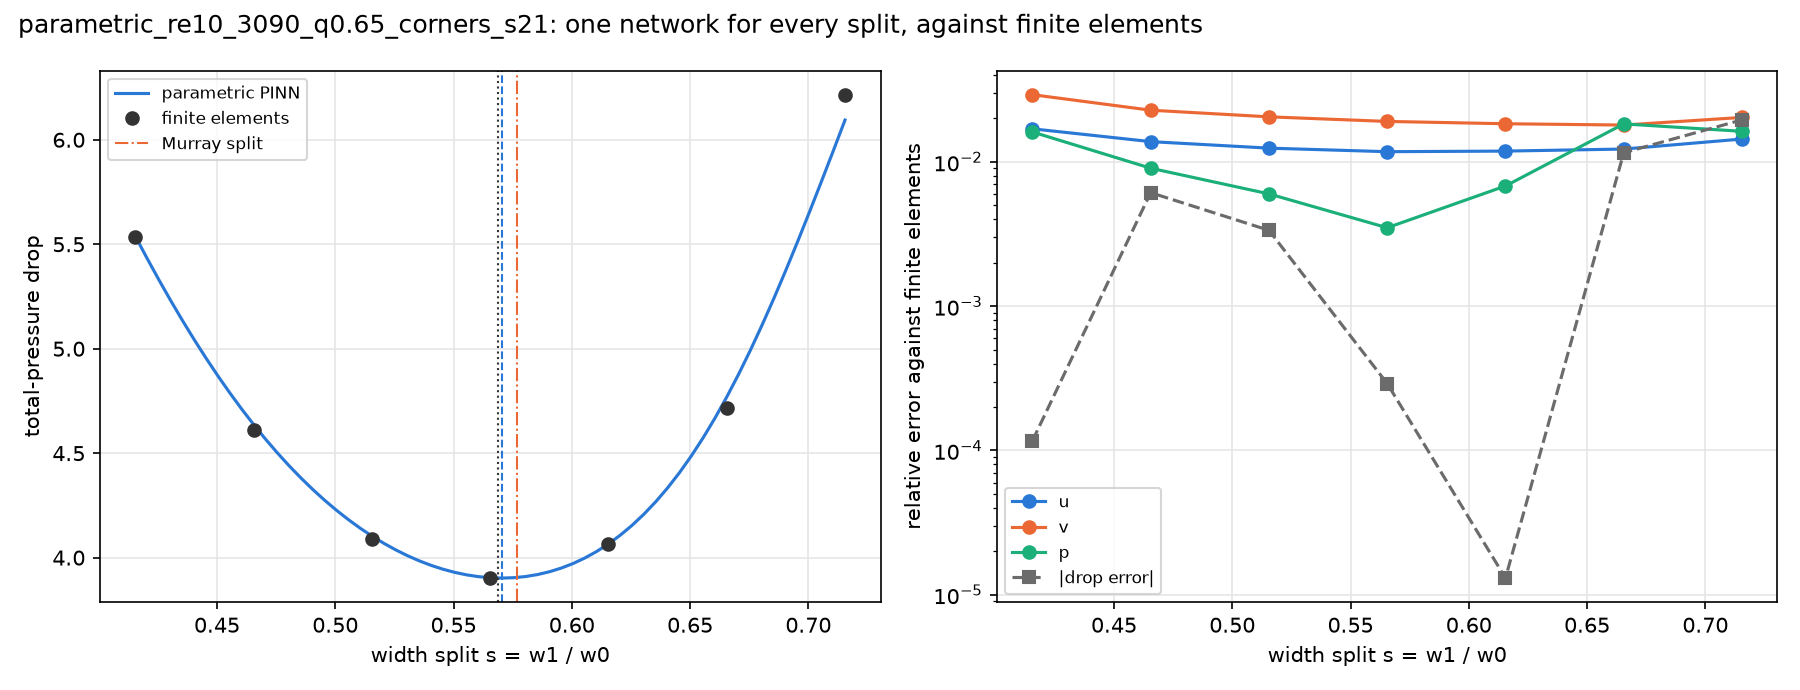 parametric_re10_3090_q0.65_corners_s21: one network for every split, against finite elements
total-pressure drop
6.0
5.5
5.0
4.5
4.0
parametric PINN
finite elements
Murray split
0.45 0.50 0.55 0.60 0.65 0.70
width split s = w1 / w0
relative error against finite elements
10⁻²
10⁻³
10⁻⁴
10⁻⁵
u
v
p
|drop error|
0.45 0.50 0.55 0.60 0.65 0.70
width split s = w1 / w0